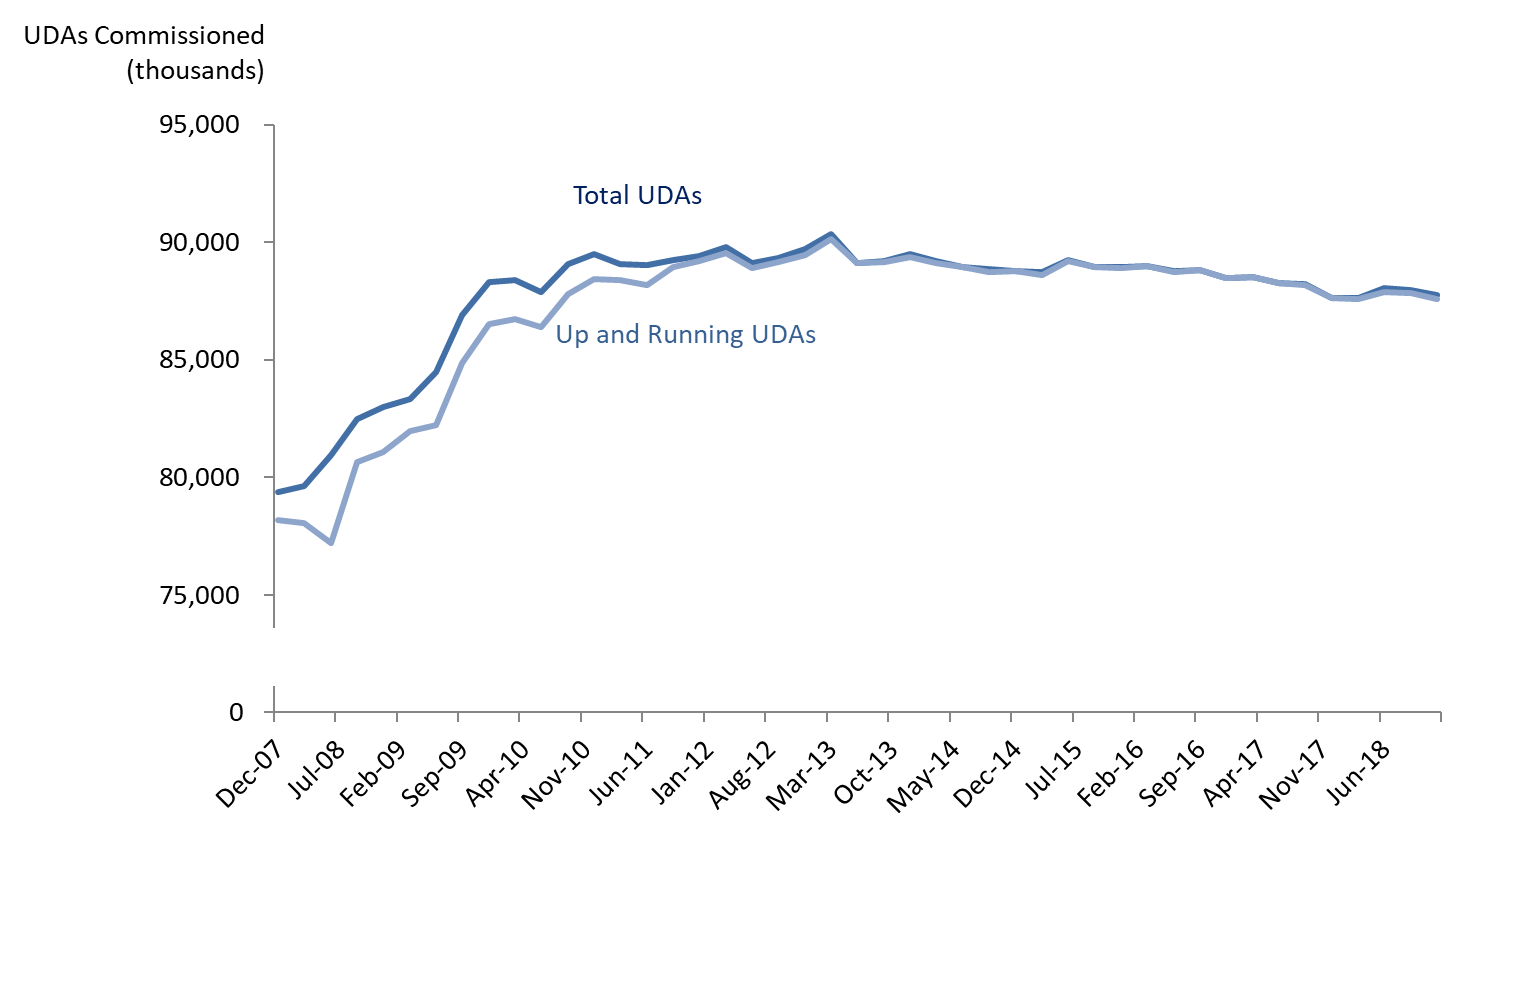 UDAs Commissioned
(thousands)
95,000
Total UDAs
90,000
Up and Running UDAs
85,000
80,000
75,000
0
Dec-07
Jul-08
Feb-09
Sep-09
Apr-10
Nov-10
Jun-11
Jan-12
Aug-12
Mar-13
Oct-13
May-14
Dec-14
Jul-15
Feb-16
Sep-16
Apr-17
Nov-17
Jun-18